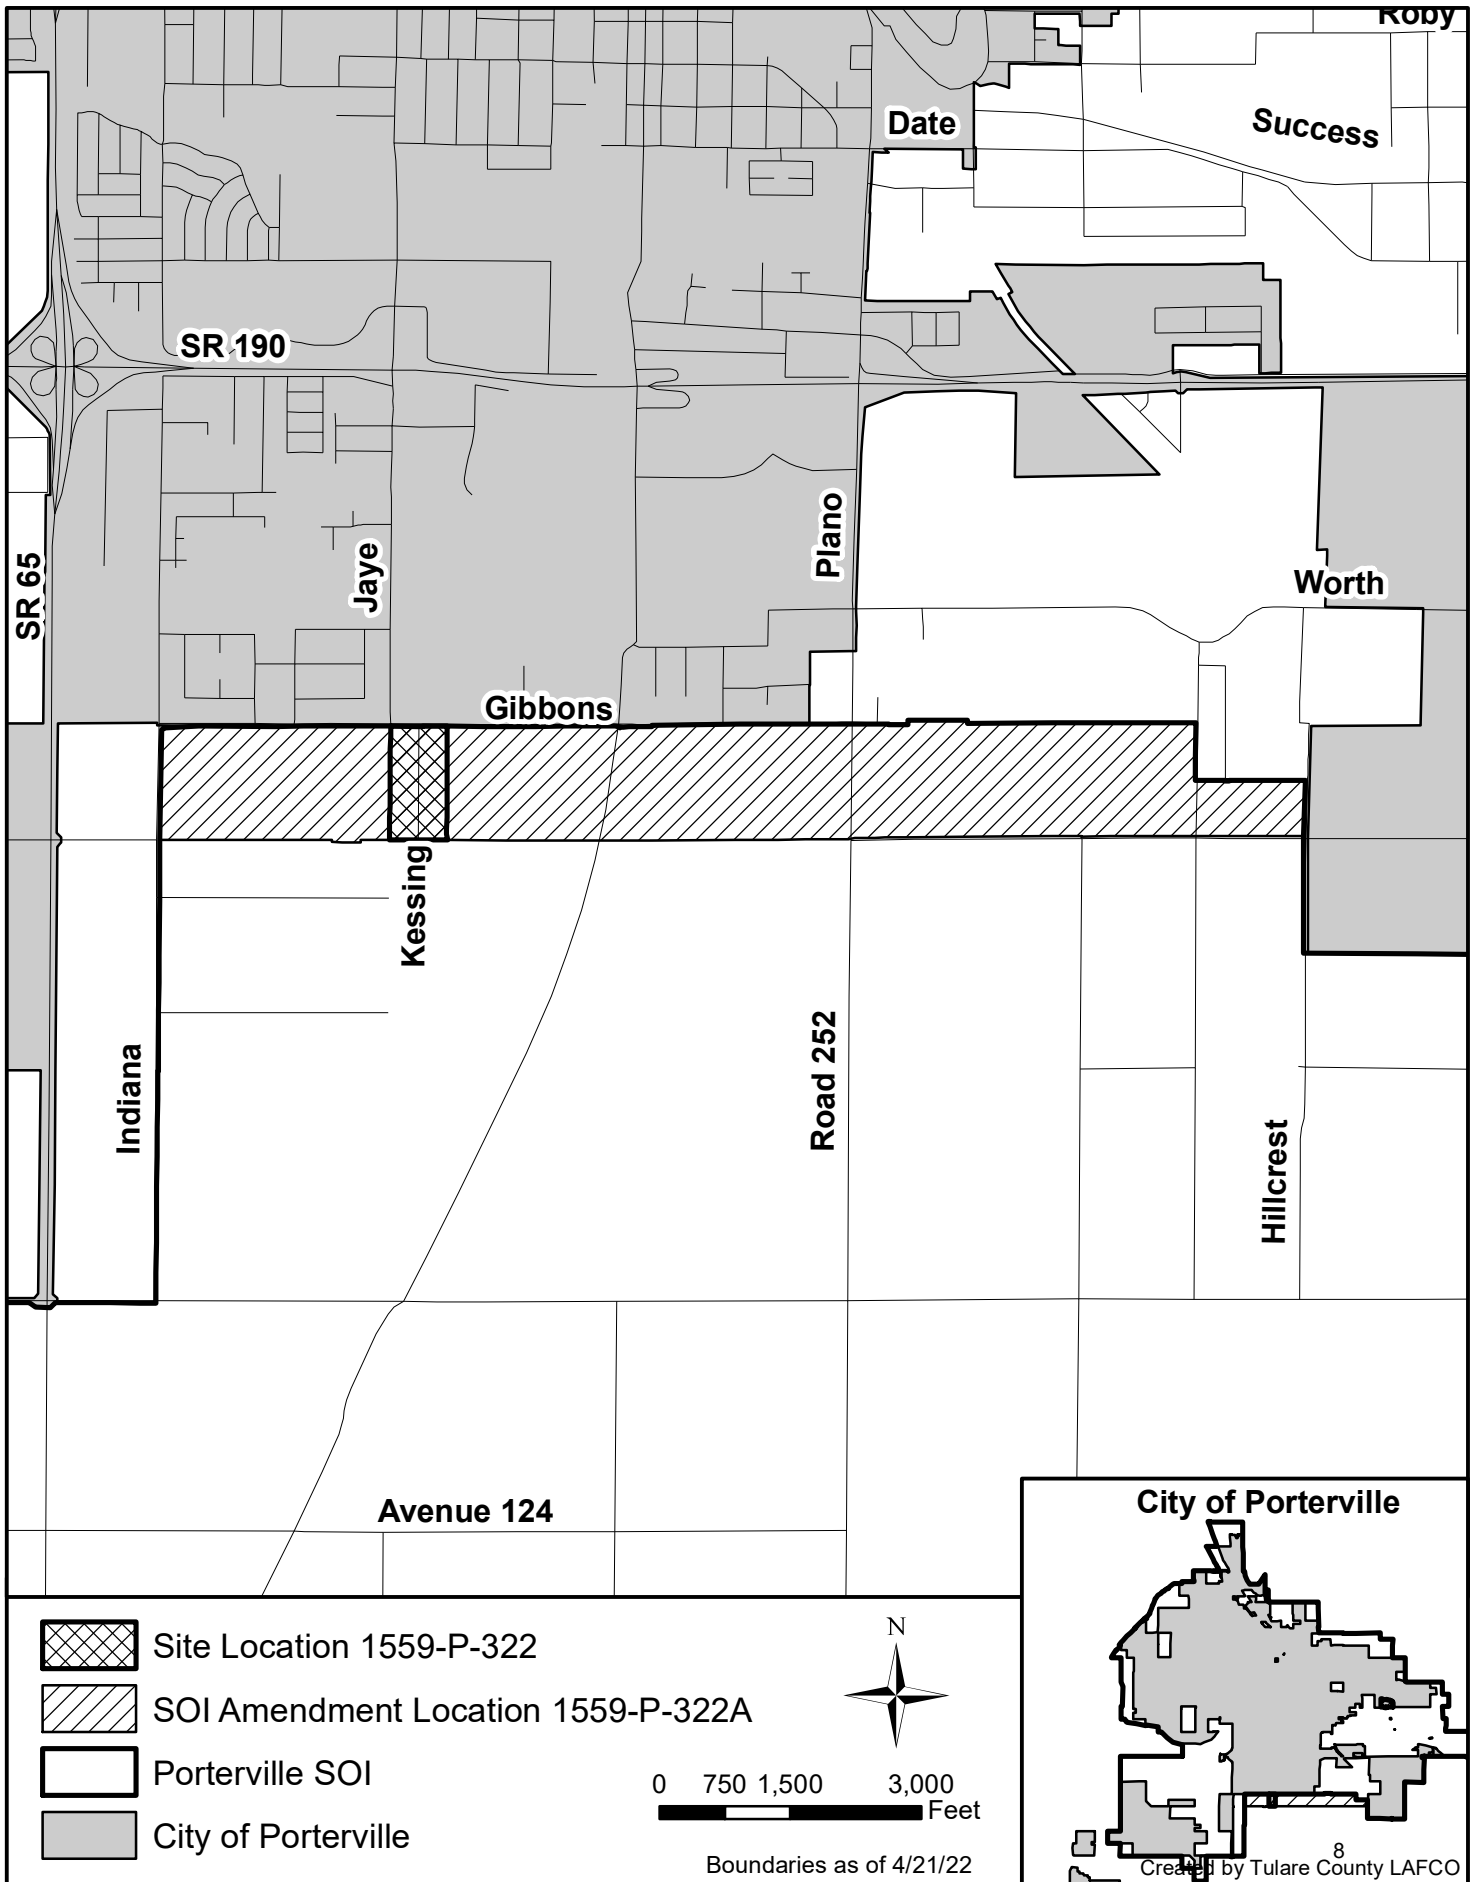 Roby
Date
Success
SR 190
Plano
Jaye
SR 65
Worth
Gibbons
Kessing
Indiana
Road 252
Hillcrest
Avenue 124
City of Porterville
Site Location 1559-P-322
SOI Amendment Location 1559-P-322A
Porterville SOI
City of Porterville
N
0 750 1,500 3,000
Feet
Boundaries as of 4/21/22
8
Created by Tulare County LAFCO